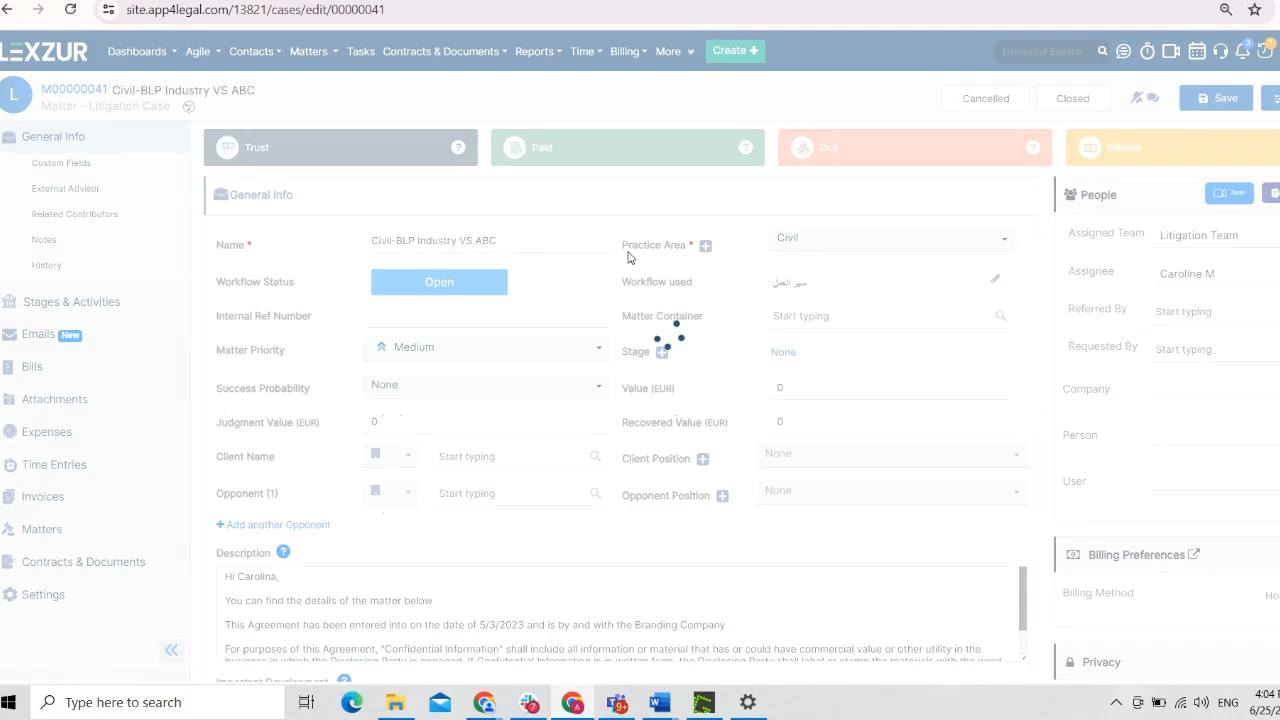 site.app4legal.com/13821/cases/edit/00000041
LEXZUR Dashboards Agile Contacts Matters Tasks Contracts & Documents Reports Time Billing More Create + Universal Search 3 1
L M00000041 Civil-BLP Industry VS ABC
Matter - Litigation Case
Cancelled Closed Save
General Info
Custom Fields
External Advisor
Related Contributors
Notes
History
Stages & Activities
Emails New
Bills
Attachments
Expenses
Time Entries
Invoices
Matters
Contracts & Documents
Settings
Trust ? Paid ? Due ? Billable
General Info
Name * Civil-BLP Industry VS ABC Practice Area * Civil
Workflow Status Open Workflow used سير العمل
Internal Ref Number Matter Container Start typing
Matter Priority Medium Stage None
Success Probability None Value (EUR) 0
Judgment Value (EUR) 0 Recovered Value (EUR) 0
Client Name Start typing Client Position None
Opponent (1) Start typing Opponent Position None
+ Add another Opponent
Description ?
Hi Carolina,
You can find the details of the matter below
This Agreement has been entered into on the date of 5/3/2023 and is by and with the Branding Company
For purposes of this Agreement, "Confidential Information" shall include all information or material that has or could have commercial value or other utility in the
business in which the Disclosing Party is engaged. If Confidential Information is in written form, the Disclosing Party shall label or stamp the materials with the word
Important Development ?
People Zoom
Assigned Team Litigation Team
Assignee Caroline M
Referred By Start typing
Requested By Start typing
Company
Person
User
Billing Preferences
Billing Method Ho
Privacy
Type here to search 7 9+ ENG
4:04
6/25/